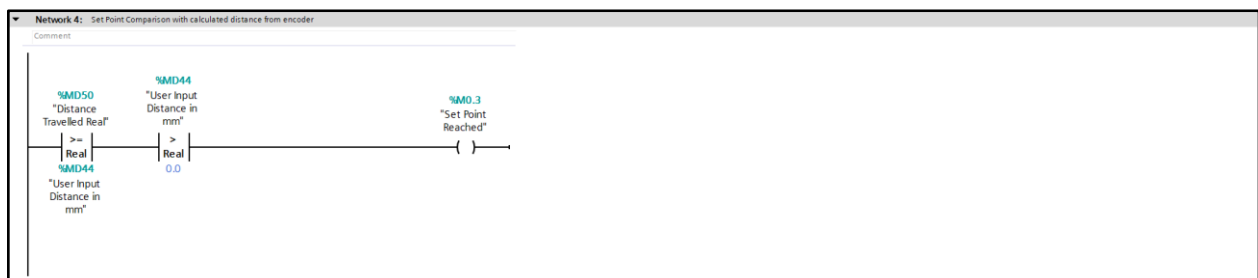 Network 4: Set Point Comparison with calculated distance from encoder
Comment
%MD50
"Distance
Travelled Real"
>=
Real
%MD44
"User Input
Distance in
mm"
%MD44
"User Input
Distance in
mm"
>
Real
0.0
%M0.3
"Set Point
Reached"